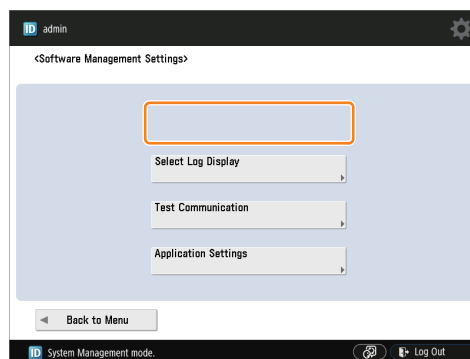 ID admin
<Software Management Settings>
Select Log Display
Test Communication
Application Settings
Back to Menu
ID System Management mode.
Log Out